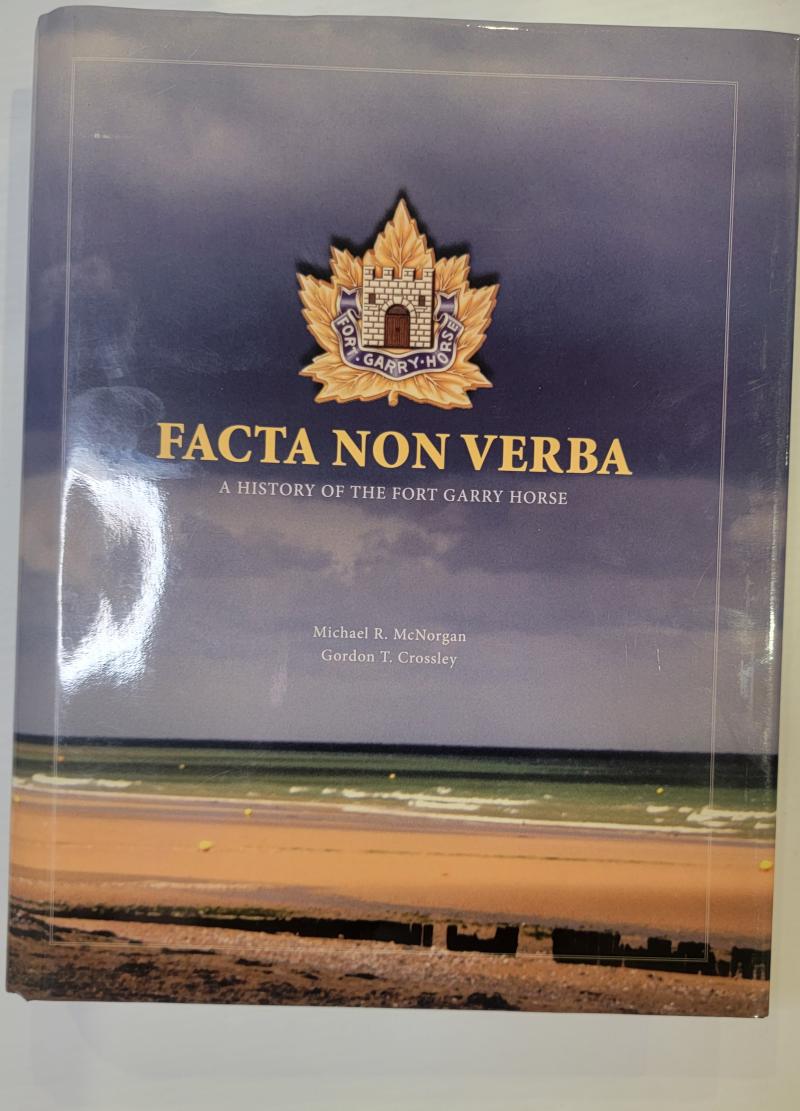 FORT·GARRY·HORSE
FACTA NON VERBA
A HISTORY OF THE FORT GARRY HORSE
Michael R. McNorgan
Gordon T. Crossley